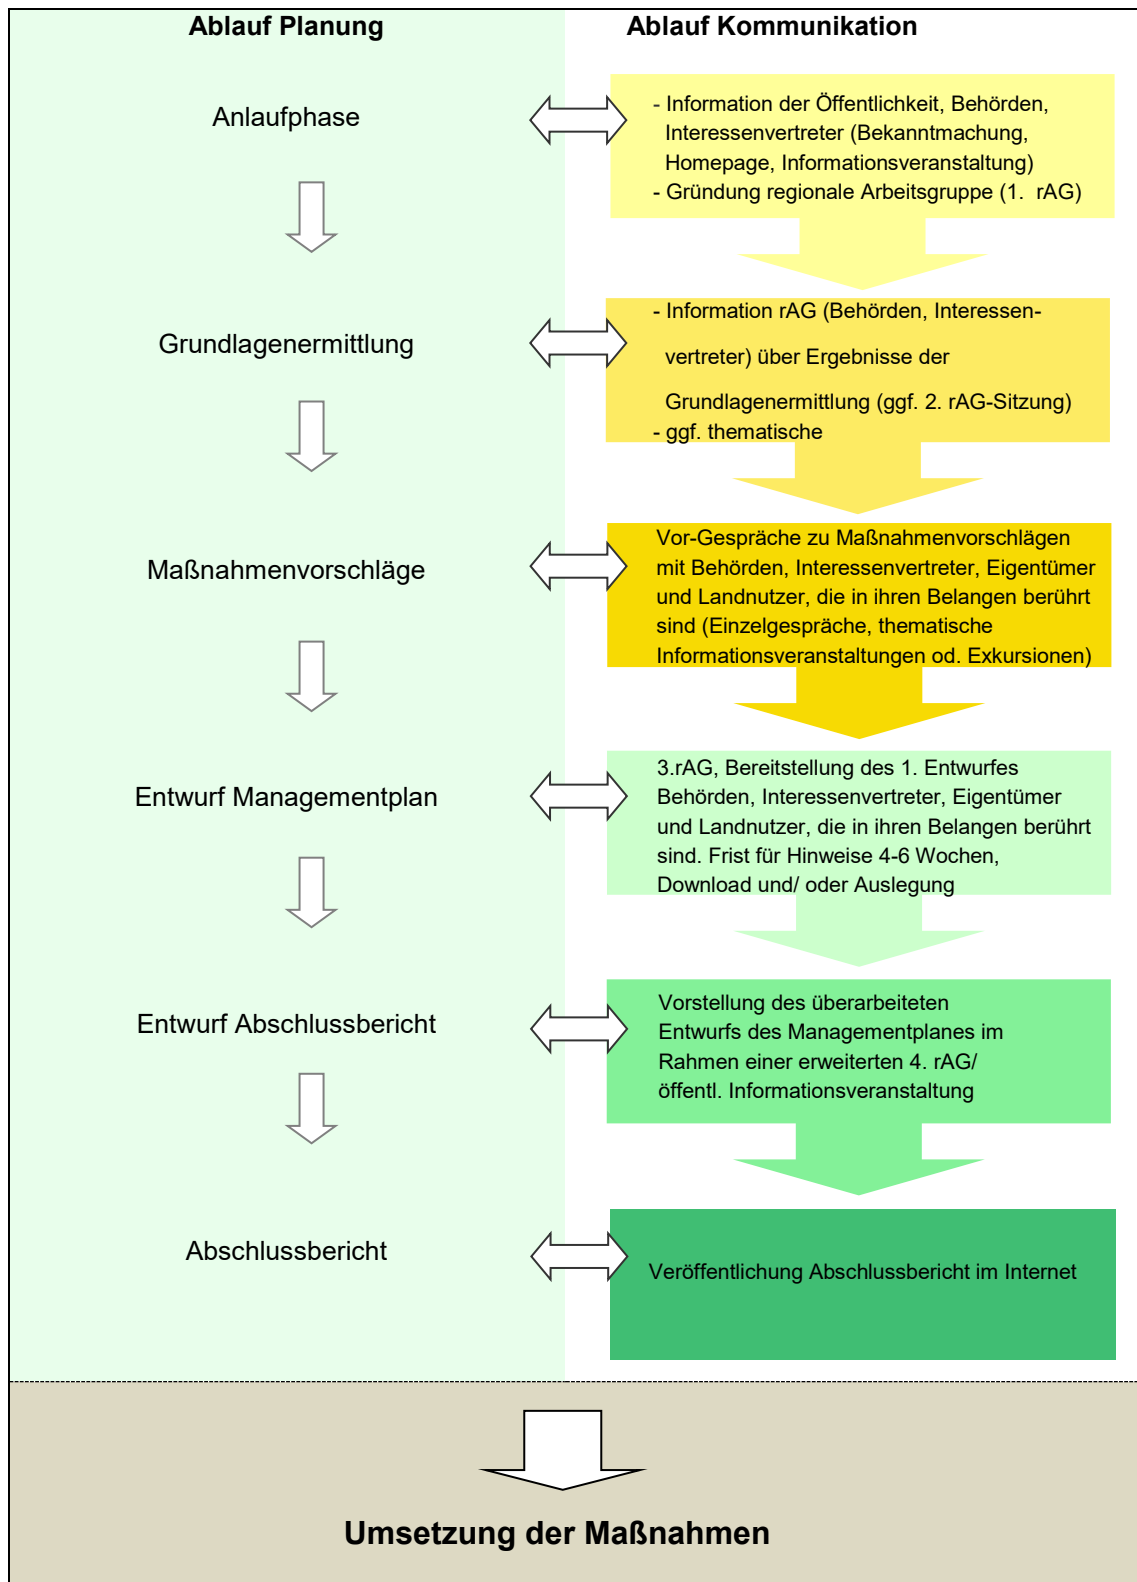 Ablauf Planung
Ablauf Kommunikation
Anlaufphase
- Information der Öffentlichkeit, Behörden,
Interessenvertreter (Bekanntmachung,
Homepage, Informationsveranstaltung)
- Gründung regionale Arbeitsgruppe (1. rAG)
Grundlagenermittlung
- Information rAG (Behörden, Interessen-
vertreter) über Ergebnisse der
Grundlagenermittlung (ggf. 2. rAG-Sitzung)
- ggf. thematische
Maßnahmenvorschläge
Vor-Gespräche zu Maßnahmenvorschlägen
mit Behörden, Interessenvertreter, Eigentümer
und Landnutzer, die in ihren Belangen berührt
sind (Einzelgespräche, thematische
Informationsveranstaltungen od. Exkursionen)
Entwurf Managementplan
3.rAG, Bereitstellung des 1. Entwurfes
Behörden, Interessenvertreter, Eigentümer
und Landnutzer, die in ihren Belangen berührt
sind. Frist für Hinweise 4-6 Wochen,
Download und/ oder Auslegung
Entwurf Abschlussbericht
Vorstellung des überarbeiteten
Entwurfs des Managementplanes im
Rahmen einer erweiterten 4. rAG/
öffentl. Informationsveranstaltung
Abschlussbericht
Veröffentlichung Abschlussbericht im Internet
Umsetzung der Maßnahmen